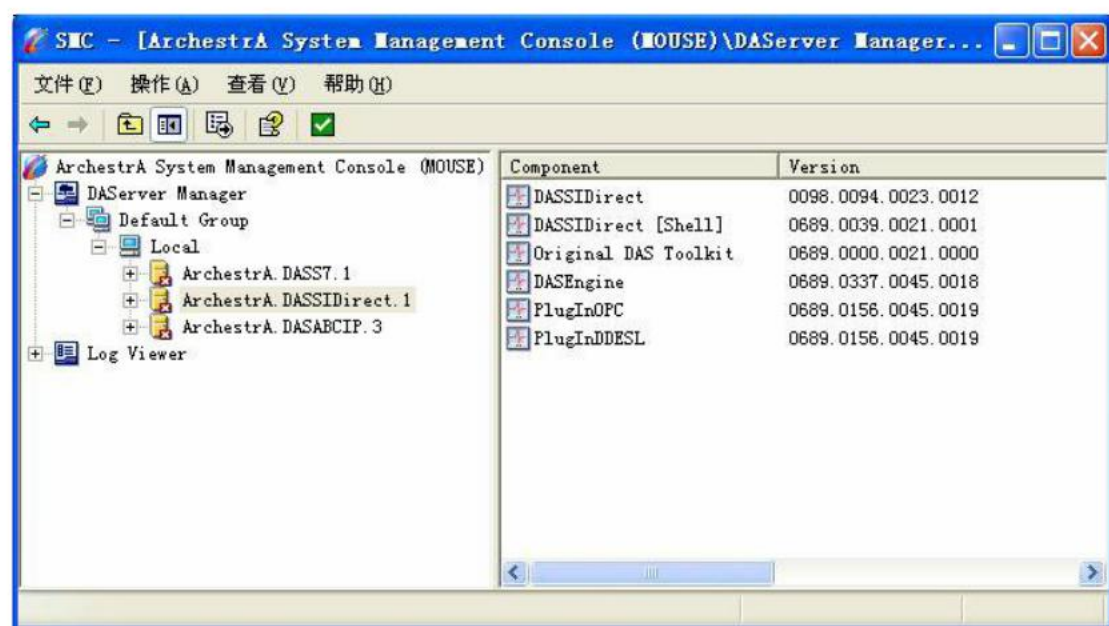 SMC - [ArchestrA System Management Console (MOUSE)\DAServer Manager...
文件(F) 操作(A) 查看(V) 帮助(H)
ArchestrA System Management Console (MOUSE)
DAServer Manager
Default Group
Local
ArchestrA.DASS7.1
ArchestrA.DASSIDirect.1
ArchestrA.DASABCIP.3
Log Viewer
Component Version
DASSIDirect 0098.0094.0023.0012
DASSIDirect [Shell] 0689.0039.0021.0001
Original DAS Toolkit 0689.0000.0021.0000
DASEngine 0689.0337.0045.0018
PlugInOPC 0689.0156.0045.0019
PlugInDDESL 0689.0156.0045.0019